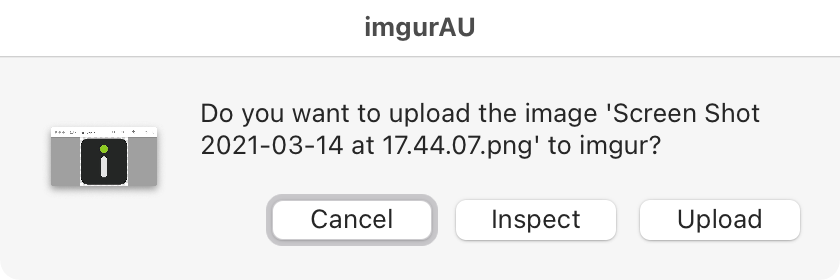 imgurAU
Do you want to upload the image 'Screen Shot
2021-03-14 at 17.44.07.png' to imgur?
Cancel
Inspect
Upload